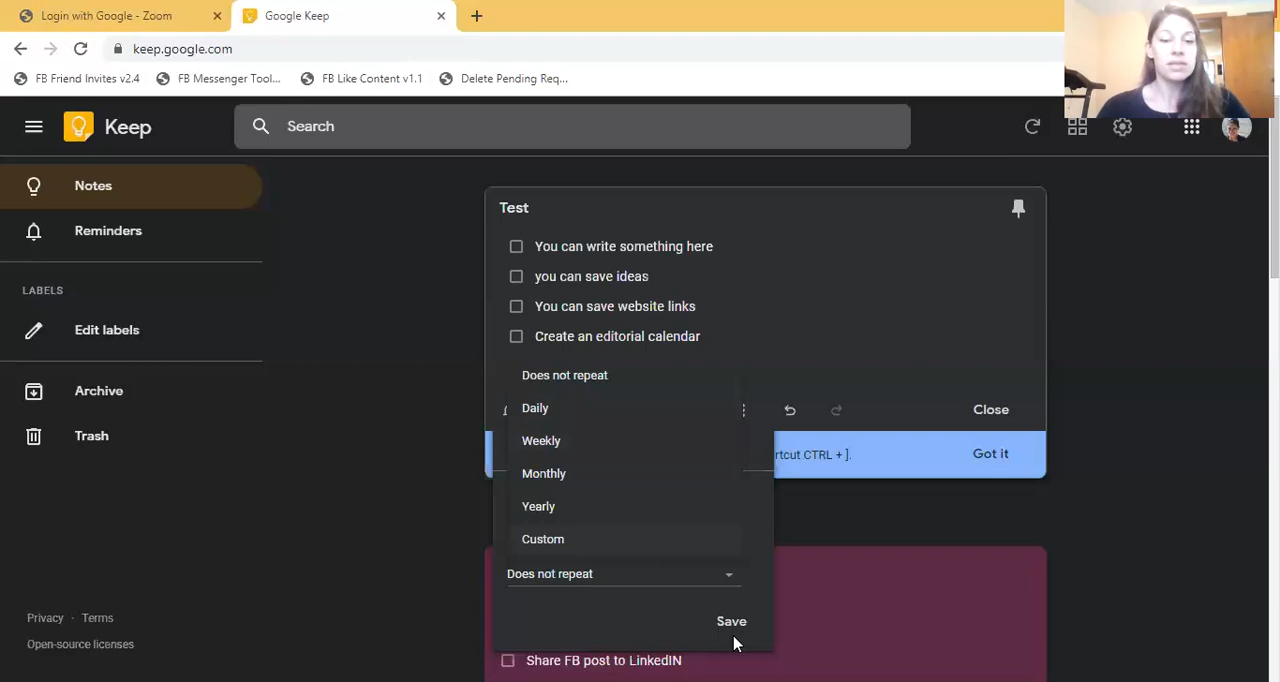 Login with Google - Zoom
Google Keep
keep.google.com
FB Friend Invites v2.4
FB Messenger Tool...
FB Like Content v1.1
Delete Pending Req...
Keep
Search
Notes
Reminders
LABELS
Edit labels
Archive
Trash
Privacy · Terms
Open-source licenses
Test
You can write something here
you can save ideas
You can save website links
Create an editorial calendar
Does not repeat
Daily
Weekly
Monthly
Yearly
Custom
Does not repeat
Save
Close
CTRL + ].
Got it
Share FB post to LinkedIN